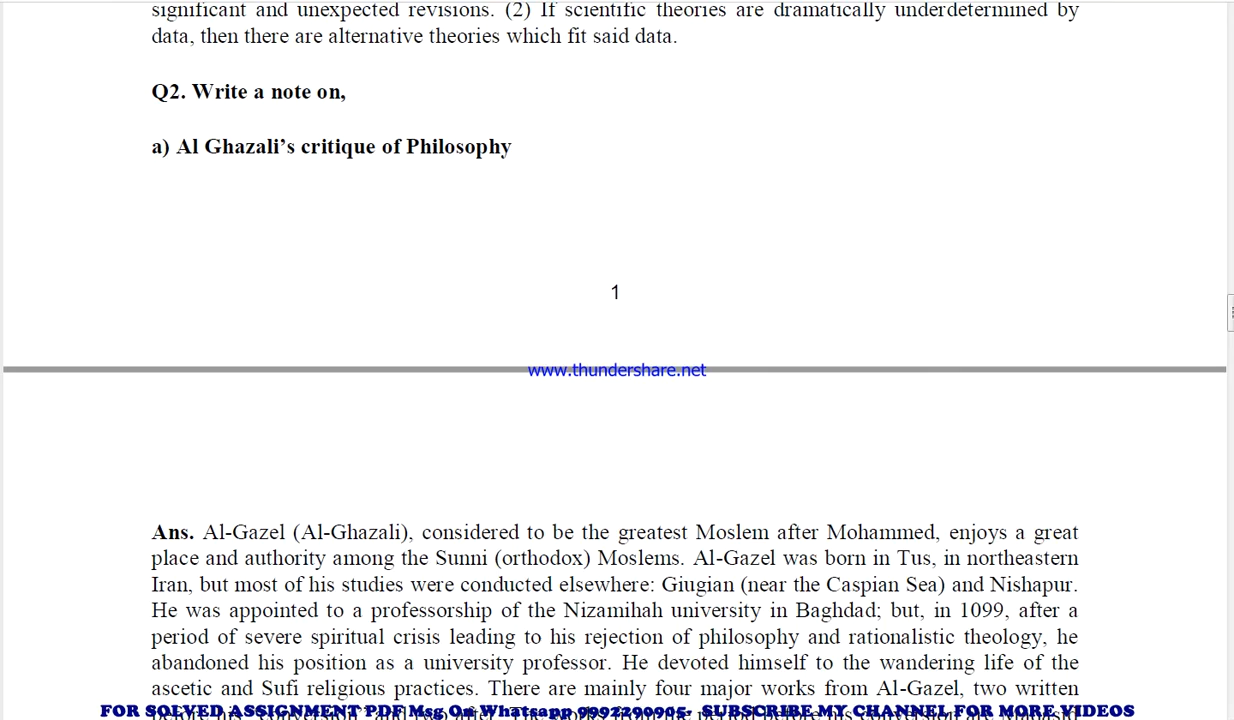 significant and unexpected revisions. (2) If scientific theories are dramatically underdetermined by
data, then there are alternative theories which fit said data.
Q2. Write a note on,
a) Al Ghazali’s critique of Philosophy
1
www.thundershare.net
Ans. Al-Gazel (Al-Ghazali), considered to be the greatest Moslem after Mohammed, enjoys a great
place and authority among the Sunni (orthodox) Moslems. Al-Gazel was born in Tus, in northeastern
Iran, but most of his studies were conducted elsewhere: Giugian (near the Caspian Sea) and Nishapur.
He was appointed to a professorship of the Nizamihah university in Baghdad; but, in 1099, after a
period of severe spiritual crisis leading to his rejection of philosophy and rationalistic theology, he
abandoned his position as a university professor. He devoted himself to the wandering life of the
ascetic and Sufi religious practices. There are mainly four major works from Al-Gazel, two written
FOR SOLVED ASSIGNMENT PDF Msg On Whatsapp 9992290905- SUBSCRIBE MY CHANNEL FOR MORE VIDEOS